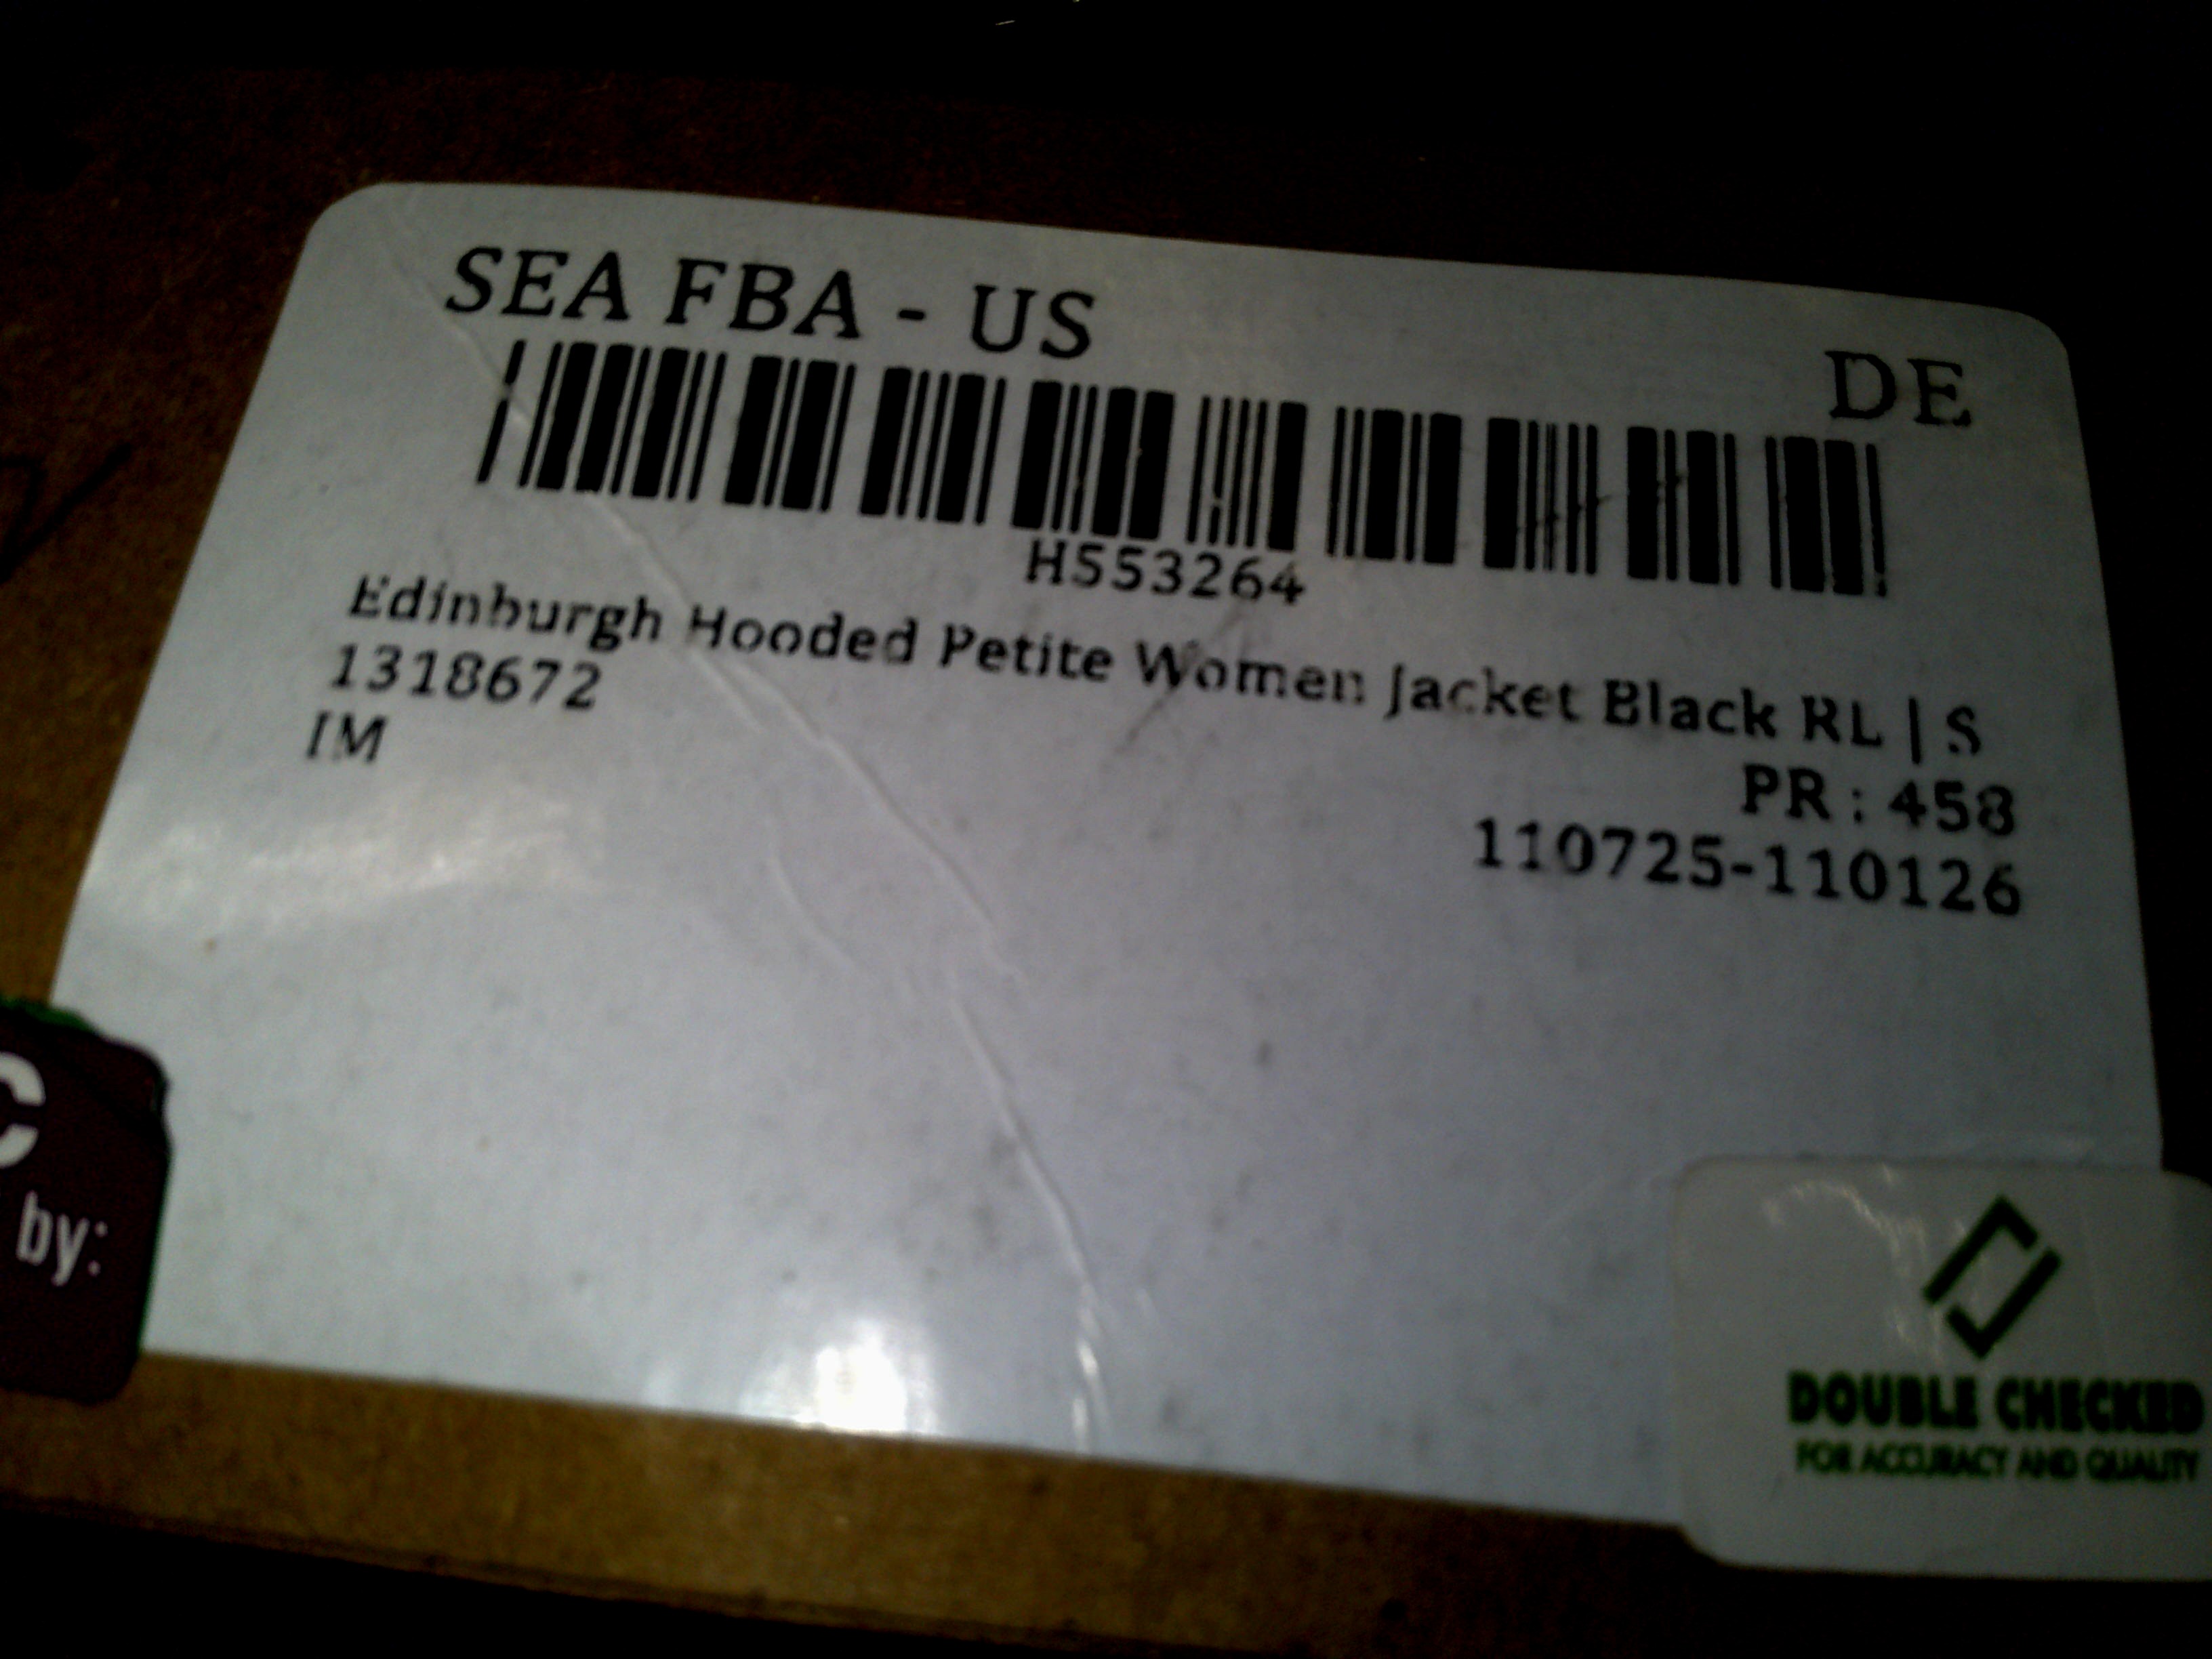 SEA FBA - US
DE
H553264
Edinburgh Hooded Petite Women Jacket Black RL | S
1318672
IM
PR : 458
110725-110126
C
by:
DOUBLE CHECKED
FOR ACCURACY AND QUALITY